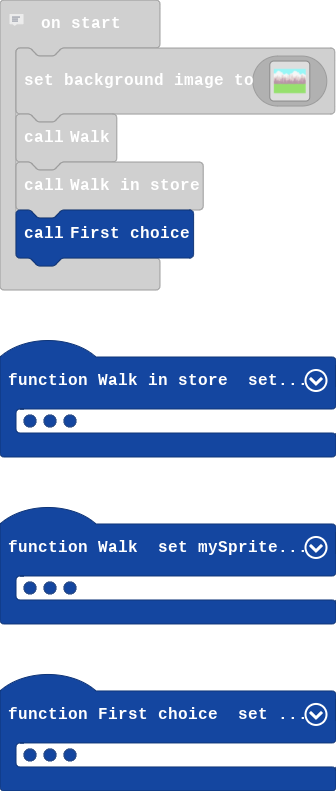 on start
set background image to
call Walk
call Walk in store
call First choice
function Walk in store set...
function Walk set mySprite...
function First choice set ...